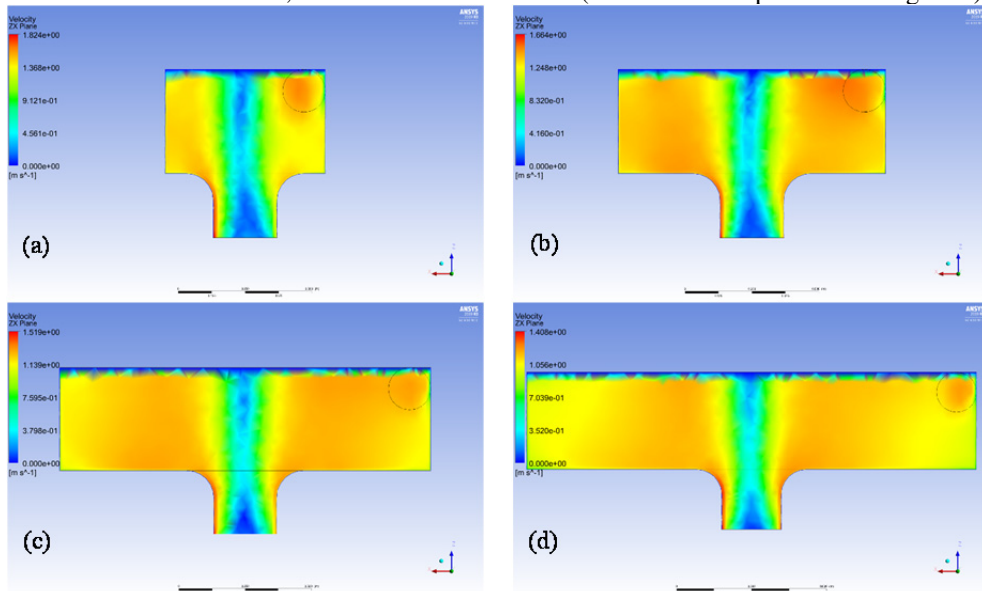 ANSYS
Velocity
ZX Plane
1.824e+00
1.368e+00
9.121e-01
4.561e-01
0.000e+00
[m s^-1]
(a)
ANSYS
Velocity
ZX Plane
1.664e+00
1.248e+00
8.320e-01
4.160e-01
0.000e+00
[m s^-1]
(b)
ANSYS
Velocity
ZX Plane
1.519e+00
1.139e+00
7.595e-01
3.798e-01
0.000e+00
[m s^-1]
(c)
ANSYS
Velocity
ZX Plane
1.408e+00
1.056e+00
7.039e-01
3.520e-01
0.000e+00
[m s^-1]
(d)